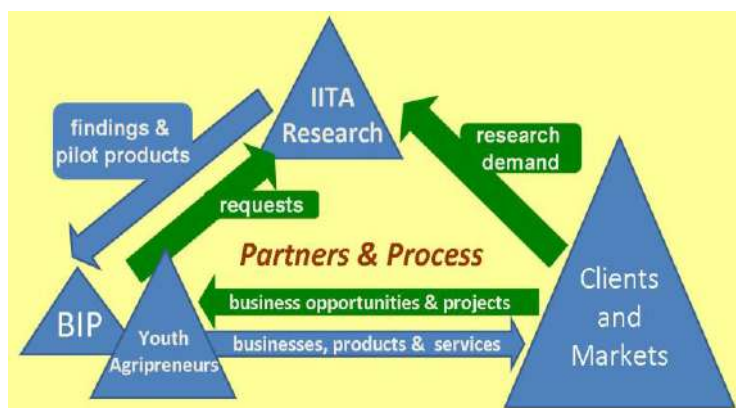 IITA
Research
findings &
pilot products
research
demand
requests
Partners & Process
BIP
Youth
Agripreneurs
business opportunities & projects
businesses, products & services
Clients
and
Markets